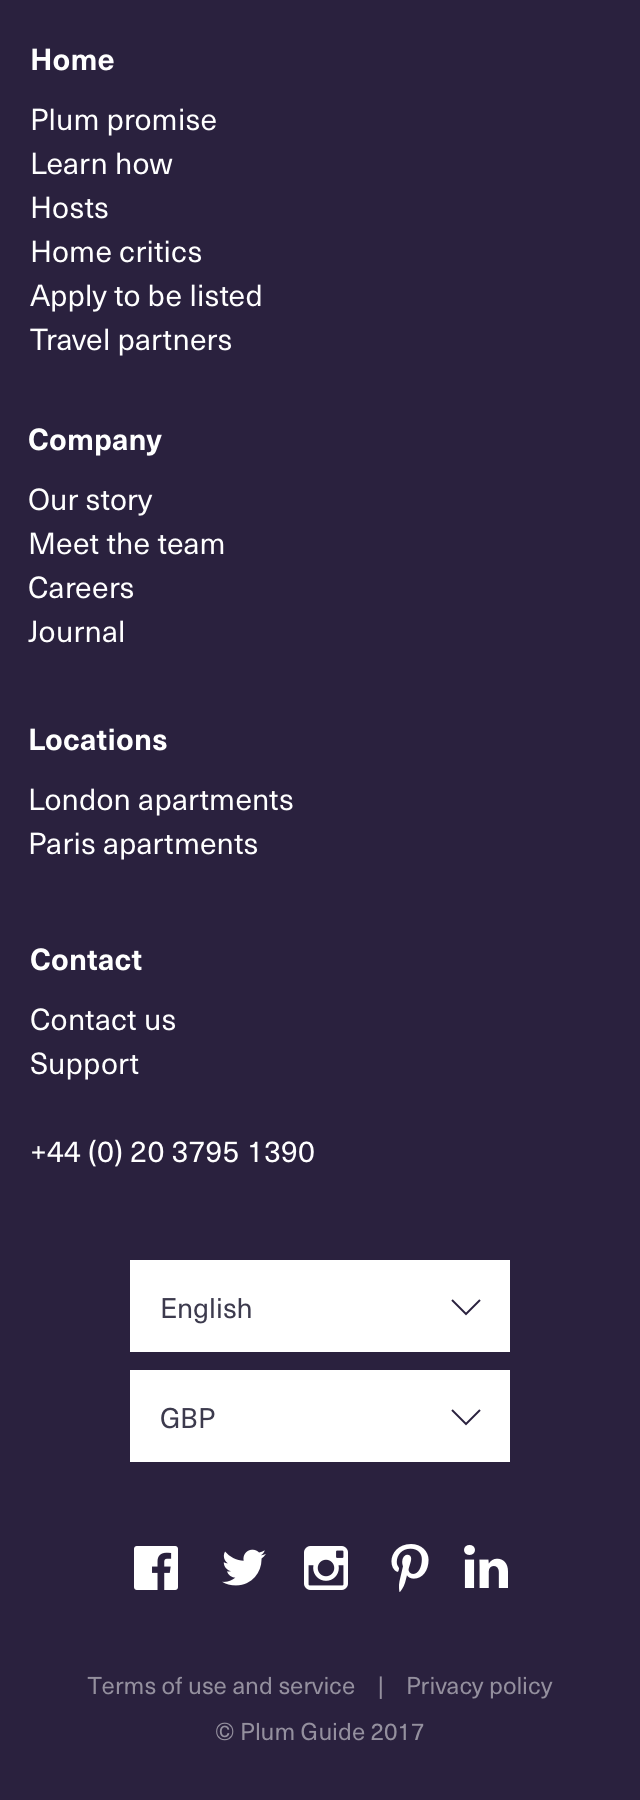 Home
Plum promise
Learn how
Hosts
Home critics
Apply to be listed
Travel partners
Company
Our story
Meet the team
Careers
Journal
Locations
London apartments
Paris apartments
Contact
Contact us
Support
+44 (0) 20 3795 1390
English
GBP
Terms of use and service | Privacy policy
© Plum Guide 2017